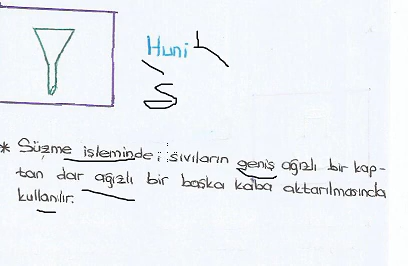 Huni
* Süzme işleminde; sıvıların geniş ağızlı bir kap-
tan dar ağızlı bir başka kaba aktarılmasında
kullanılır.